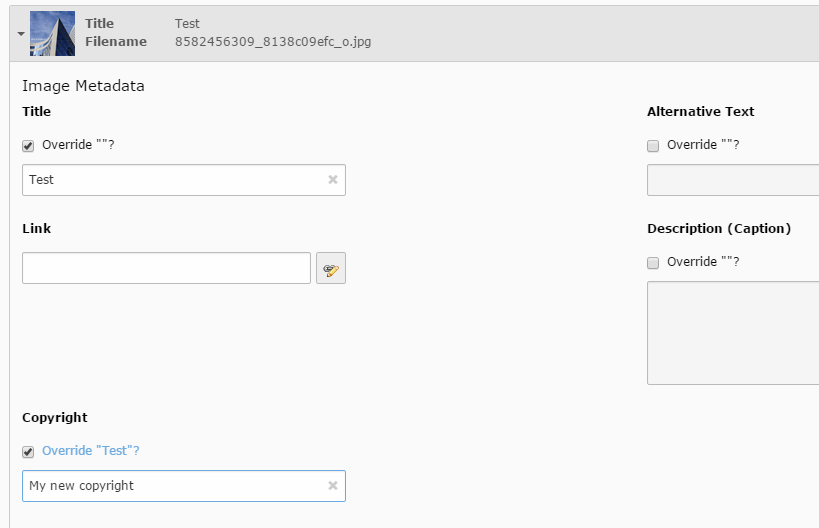 Title Test
Filename 8582456309_8138c09efc_o.jpg
Image Metadata
Title
Override ""?
Test
Alternative Text
Override ""?
Link
Description (Caption)
Override ""?
Copyright
Override "Test"?
My new copyright